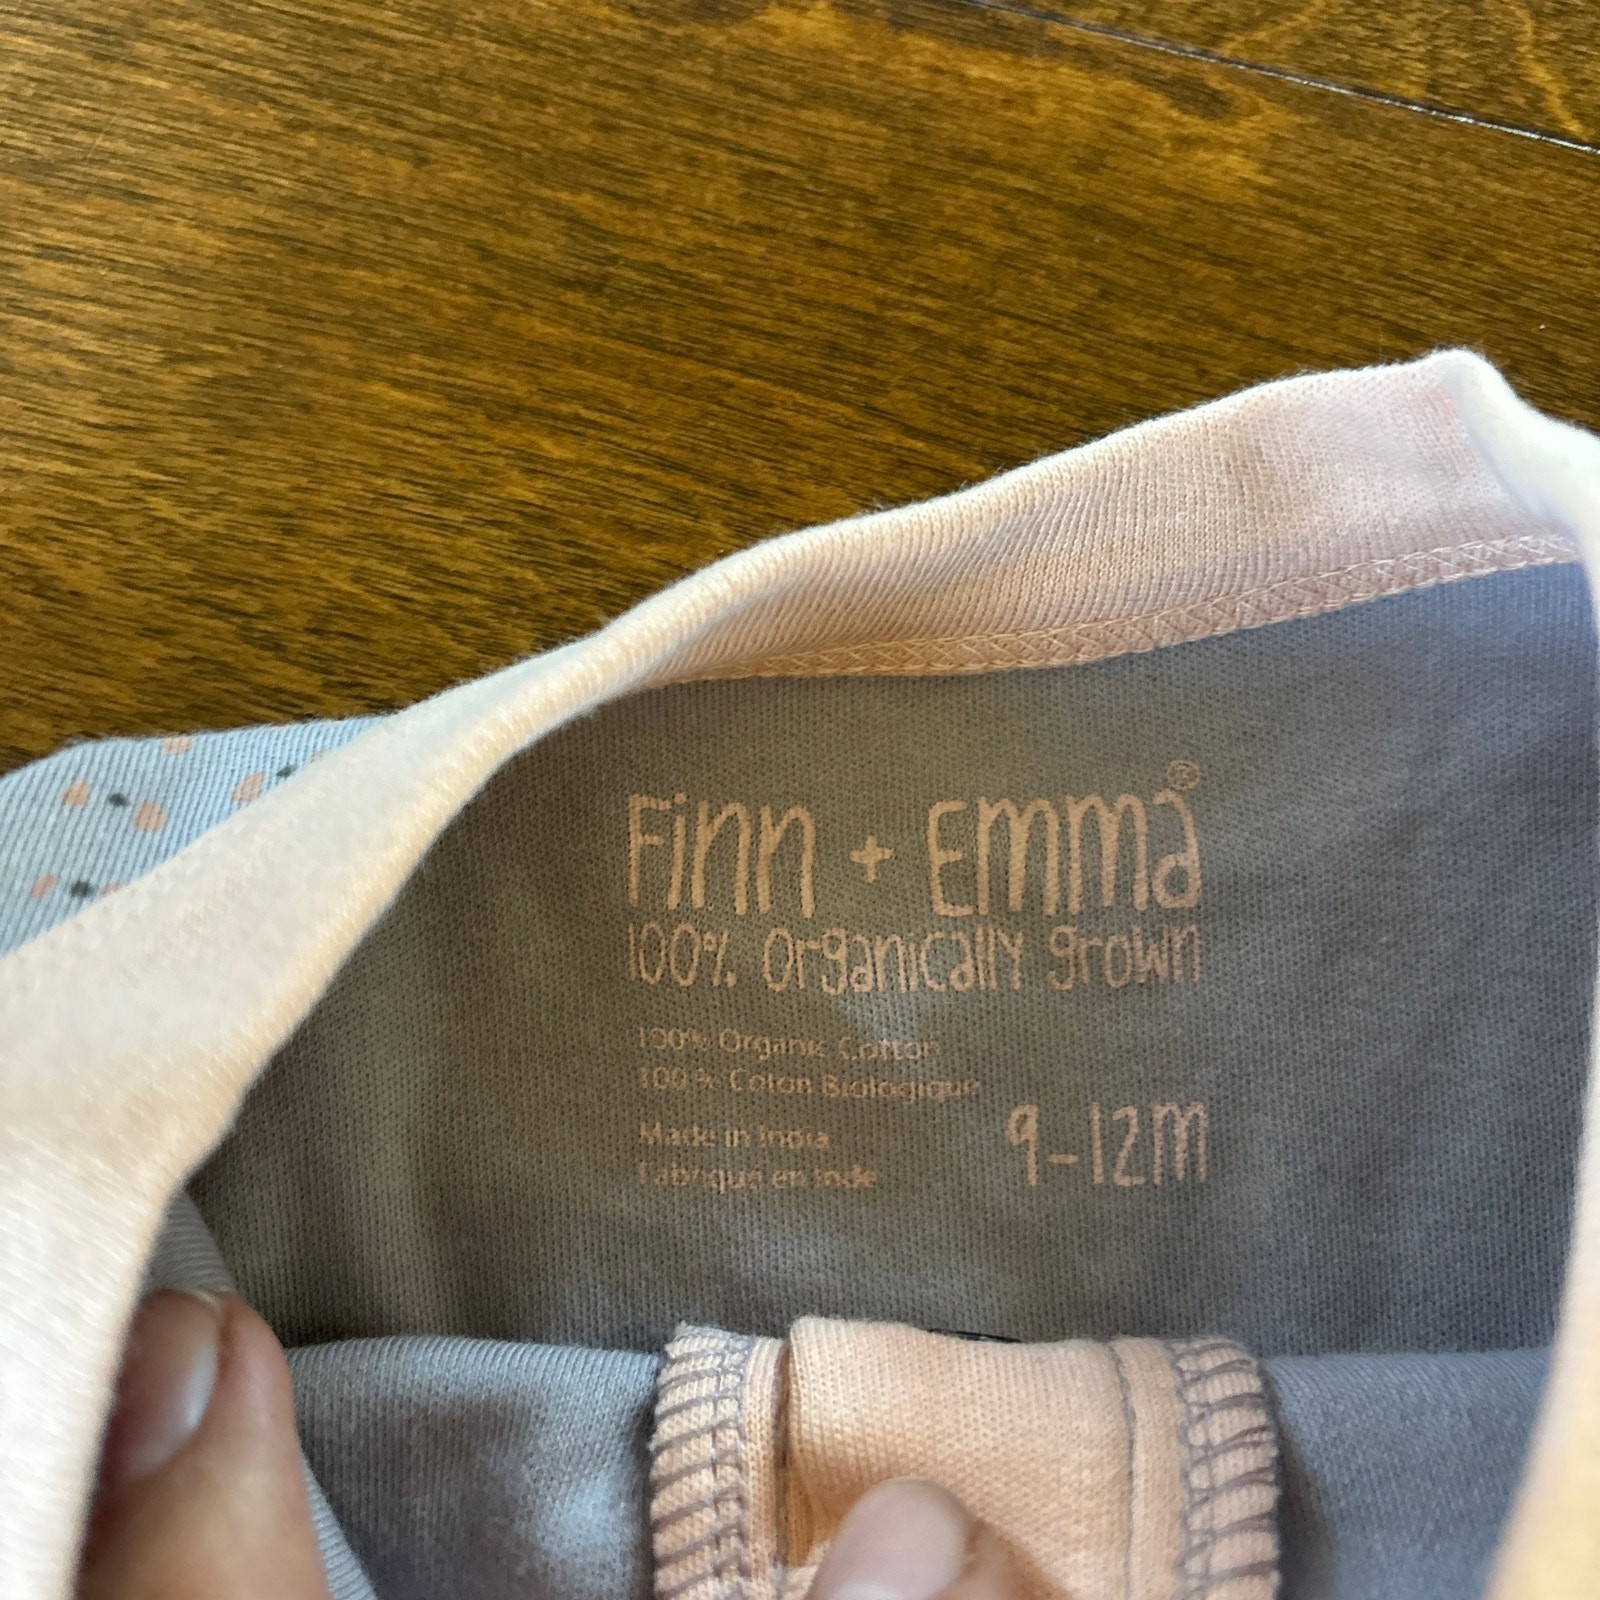 Finn + Emma®
100% organically grown
100% Organic Cotton
100% Coton Biologique
Made in India
Fabriqué en Inde
9-12M